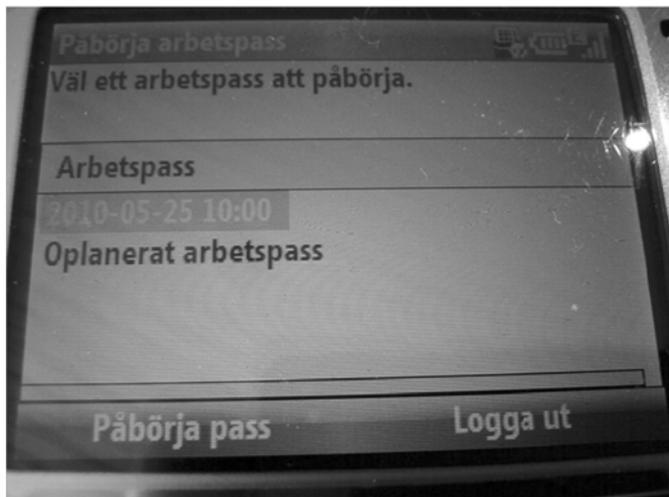 Påbörja arbetspass
Väl ett arbetspass att påbörja.
Arbetspass
2010-05-25 10:00
Oplanerat arbetspass
Påbörja pass
Logga ut